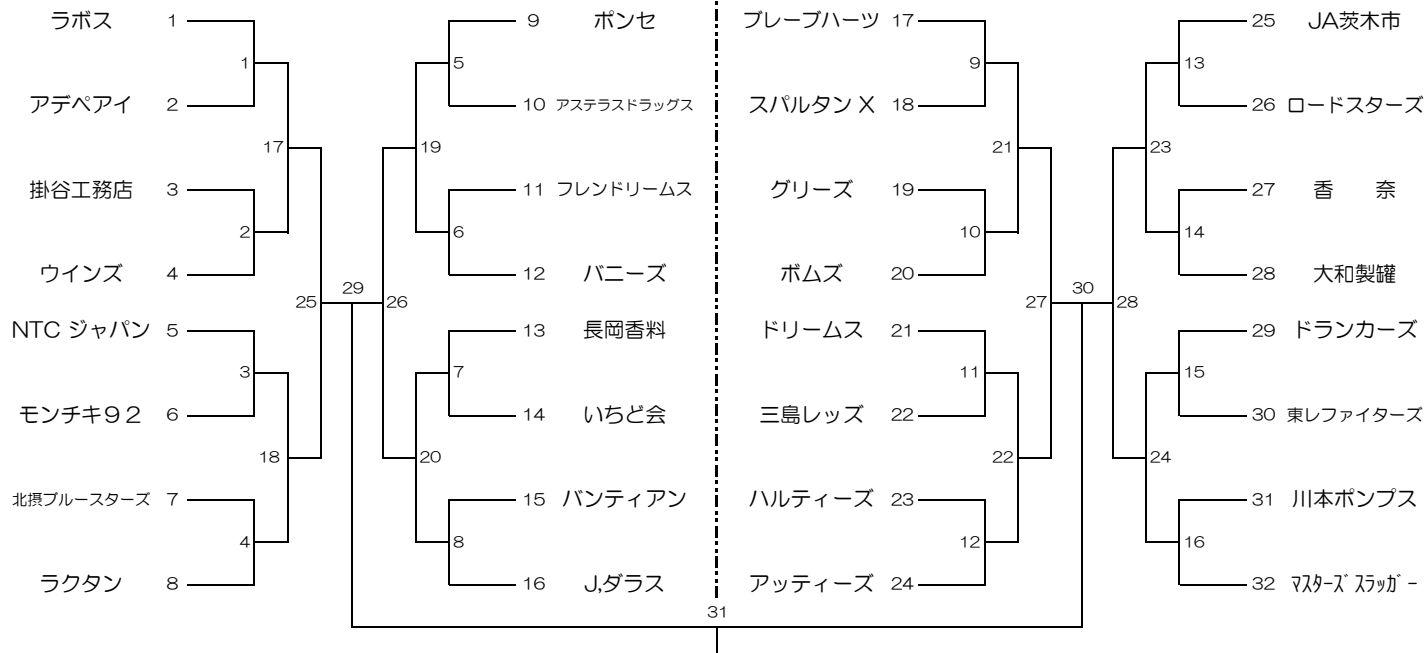 ラボス 1 9 ポンセ ブレーブハーツ 17 25 JA茨木市
1 5 9 13
アデペアイ 2 10 アステラスドラッグス スパルタン X 18 26 ロードスターズ
17 19 21 23
掛谷工務店 3 11 フレンドリームス グリーズ 19 27 香 奈
2 6 10 14
ウインズ 4 12 バニーズ ボムズ 20 28 大和製罐
25 29 26 27 30 28
NTC ジャパン 5 13 長岡香料 ドリームス 21 29 ドランカーズ
3 7 11 15
モンチキ92 6 14 いちど会 三島レッズ 22 30 東レファイターズ
18 20 22 24
北摂ブルースターズ 7 15 バンティアン ハルティーズ 23 31 川本ポンプス
4 8 12 16
ラクタン 8 16 J,ダラス アッティーズ 24 32 マスターズ スラッガー
31